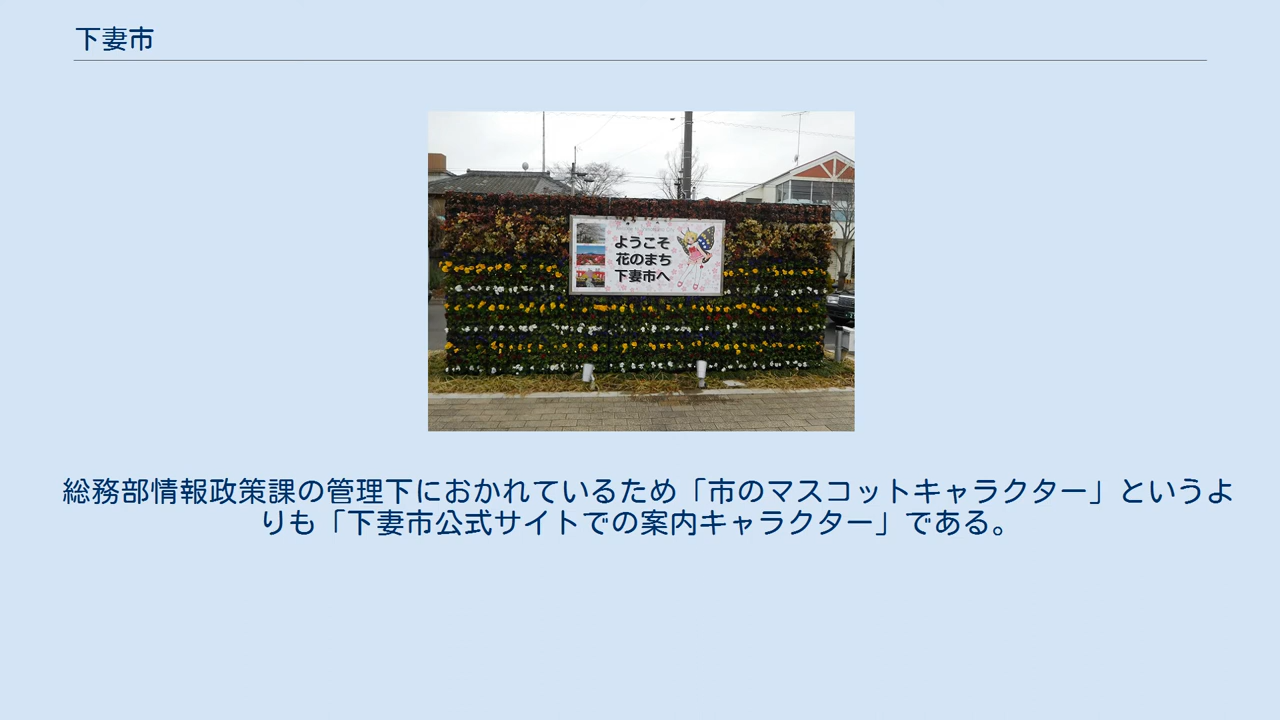 下妻市
ようこそ
花のまち
下妻市へ
総務部情報政策課の管理下におかれているため「市のマスコットキャラクター」というよ
りも「下妻市公式サイトでの案内キャラクター」である。